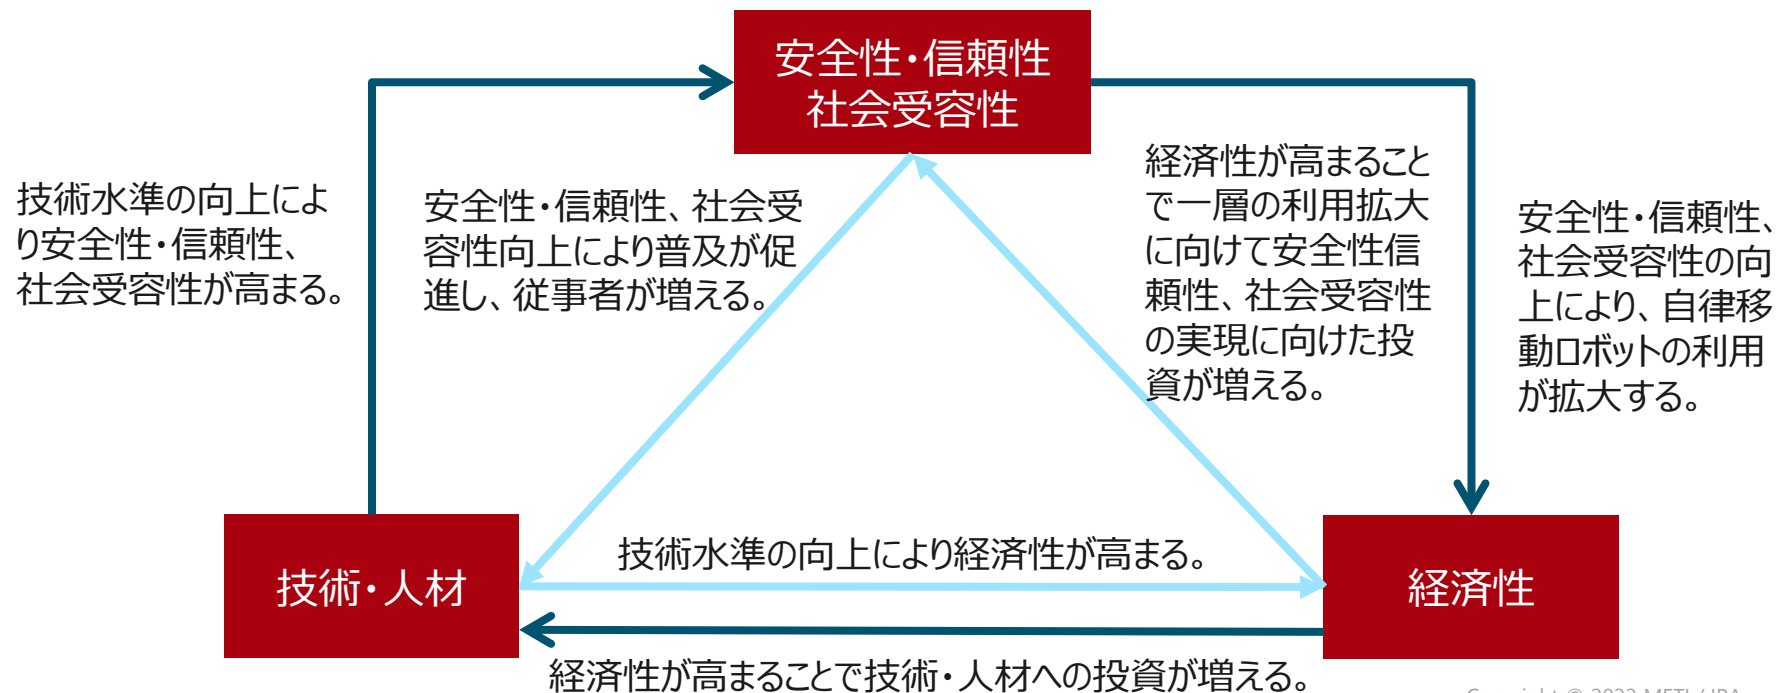 安全性・信頼性
社会受容性
技術水準の向上によ
り安全性・信頼性、
社会受容性が高まる。
安全性・信頼性、社会受
容性向上により普及が促
進し、従事者が増える。
経済性が高まること
で一層の利用拡大
に向けて安全性信
頼性、社会受容性
の実現に向けた投
資が増える。
安全性・信頼性、
社会受容性の向
上により、自律移
動ロボットの利用
が拡大する。
技術水準の向上により経済性が高まる。
技術・人材
経済性
経済性が高まることで技術・人材への投資が増える。